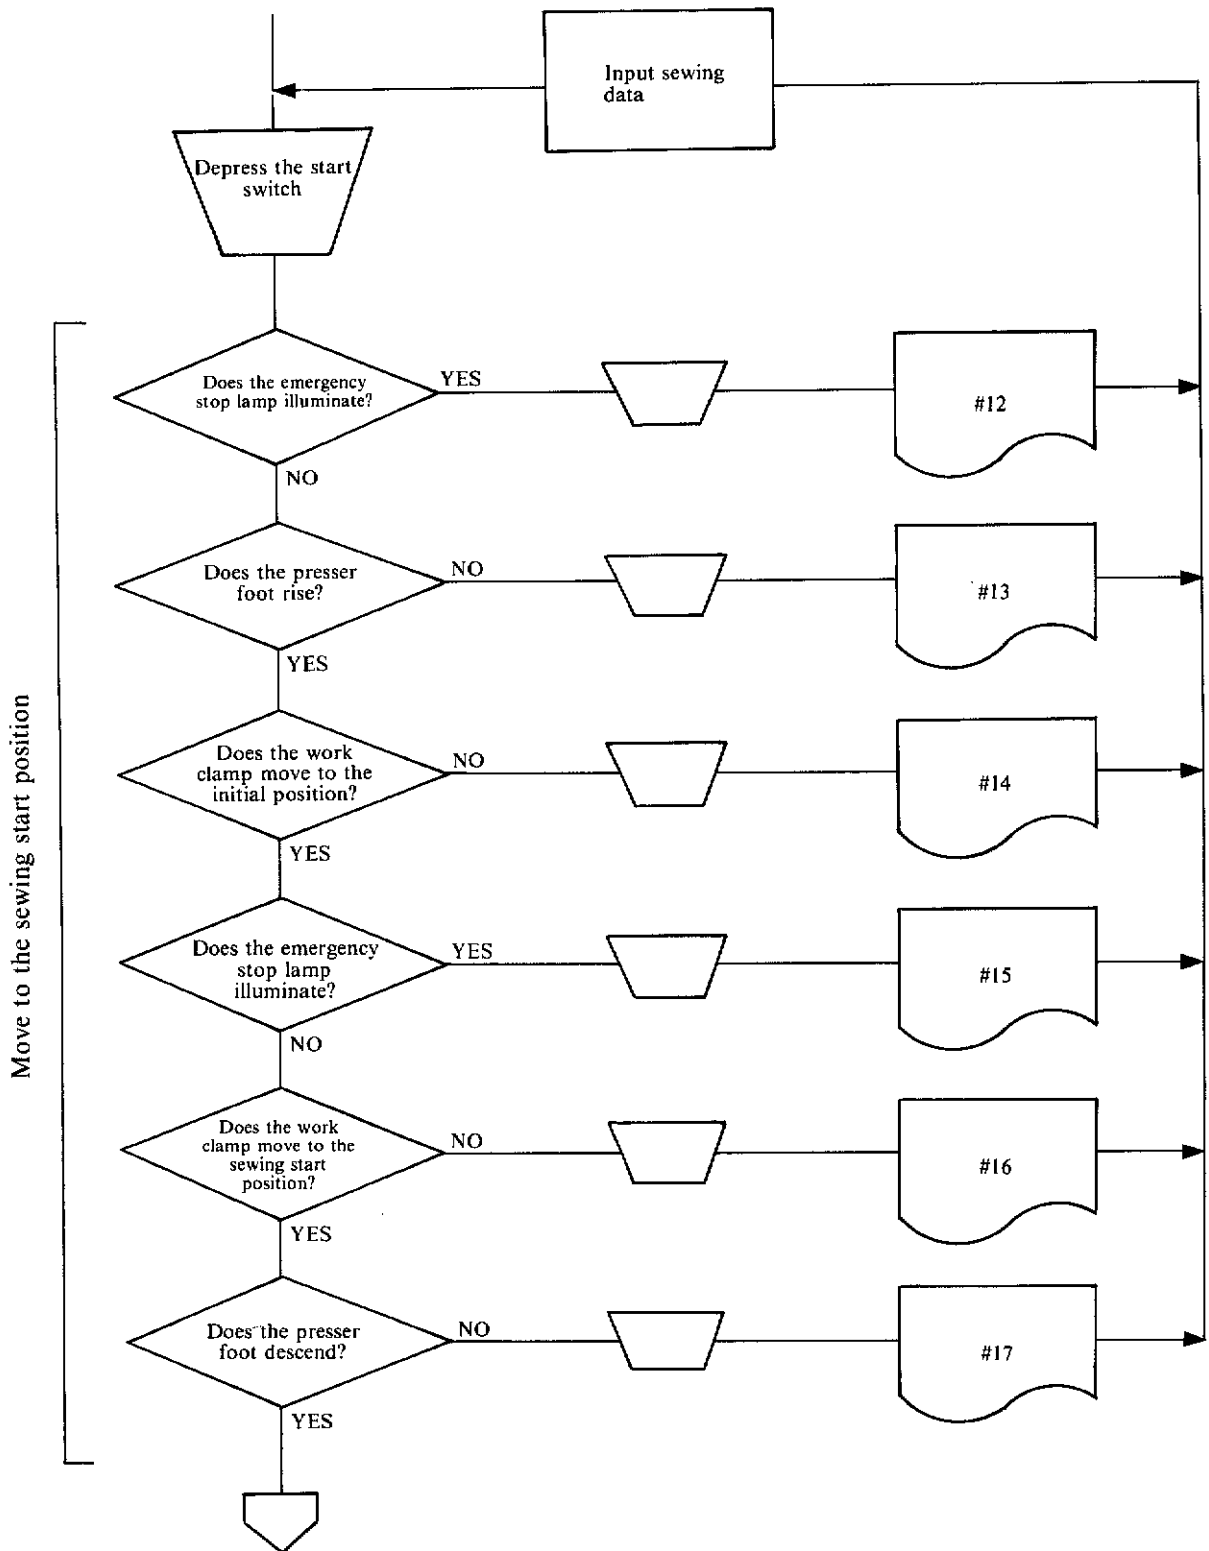 Input sewing
data
Depress the start
switch
Does the emergency
stop lamp illuminate?
YES
#12
NO
Does the presser
foot rise?
NO
#13
YES
Does the work
clamp move to the
initial position?
NO
#14
YES
Does the emergency
stop lamp
illuminate?
YES
#15
NO
Does the work
clamp move to the
sewing start
position?
NO
#16
YES
Does the presser
foot descend?
NO
#17
YES
Move to the sewing start position